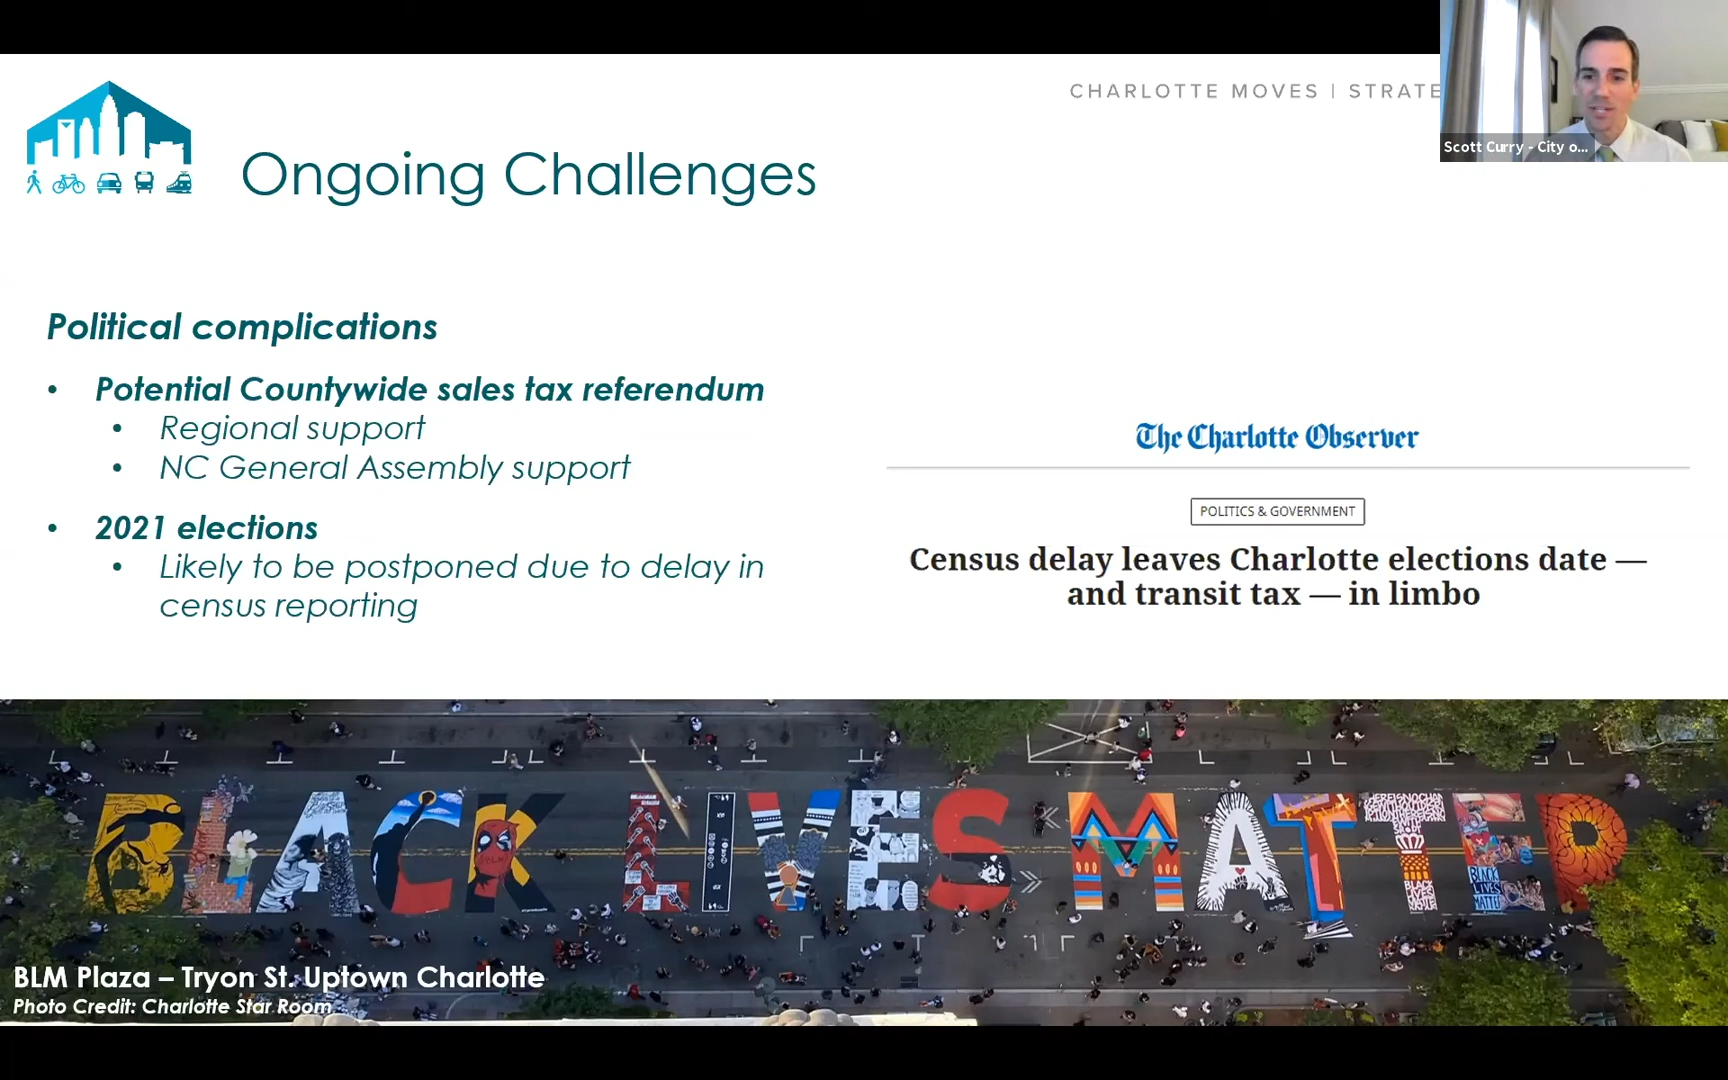 CHARLOTTE MOVES | STRATE
Scott Curry - City o...
Ongoing Challenges
Political complications
• Potential Countywide sales tax referendum
• Regional support
• NC General Assembly support
• 2021 elections
• Likely to be postponed due to delay in
census reporting
The Charlotte Observer
POLITICS & GOVERNMENT
Census delay leaves Charlotte elections date —
and transit tax — in limbo
BLACK LIVES MATTER
BLACK
LIVES
MATTER
BLM Plaza – Tryon St. Uptown Charlotte
Photo Credit: Charlotte Star Room